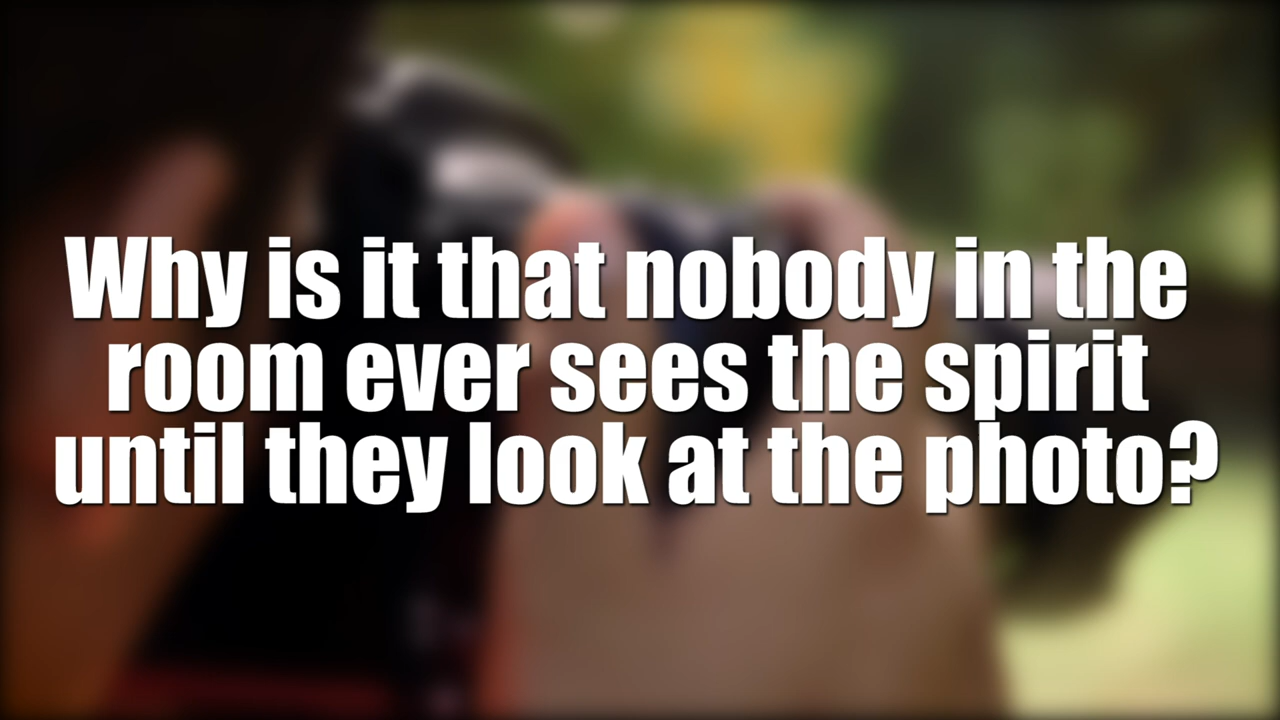 Why is it that nobody in the
room ever sees the spirit
until they look at the photo?